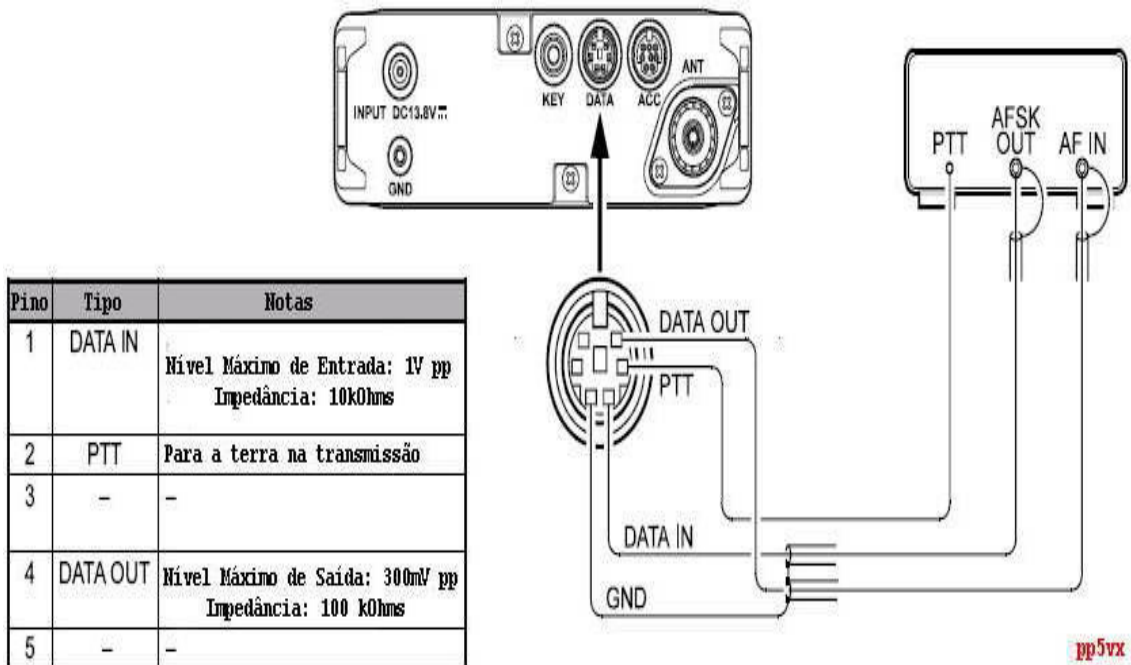 KEY
DATA
ACC
ANT
INPUT DC13.8V
GND
PTT
AFSK
OUT
AF IN
DATA OUT
PTT
DATA IN
GND
Pino Tipo Notas
1 DATA IN Nível Máximo de Entrada: 1V pp
Impedância: 10kOhms
2 PTT Para a terra na transmissão
3 – –
4 DATA OUT Nível Máximo de Saída: 300mV pp
Impedância: 100 kOhms
5 – –
pp5vx